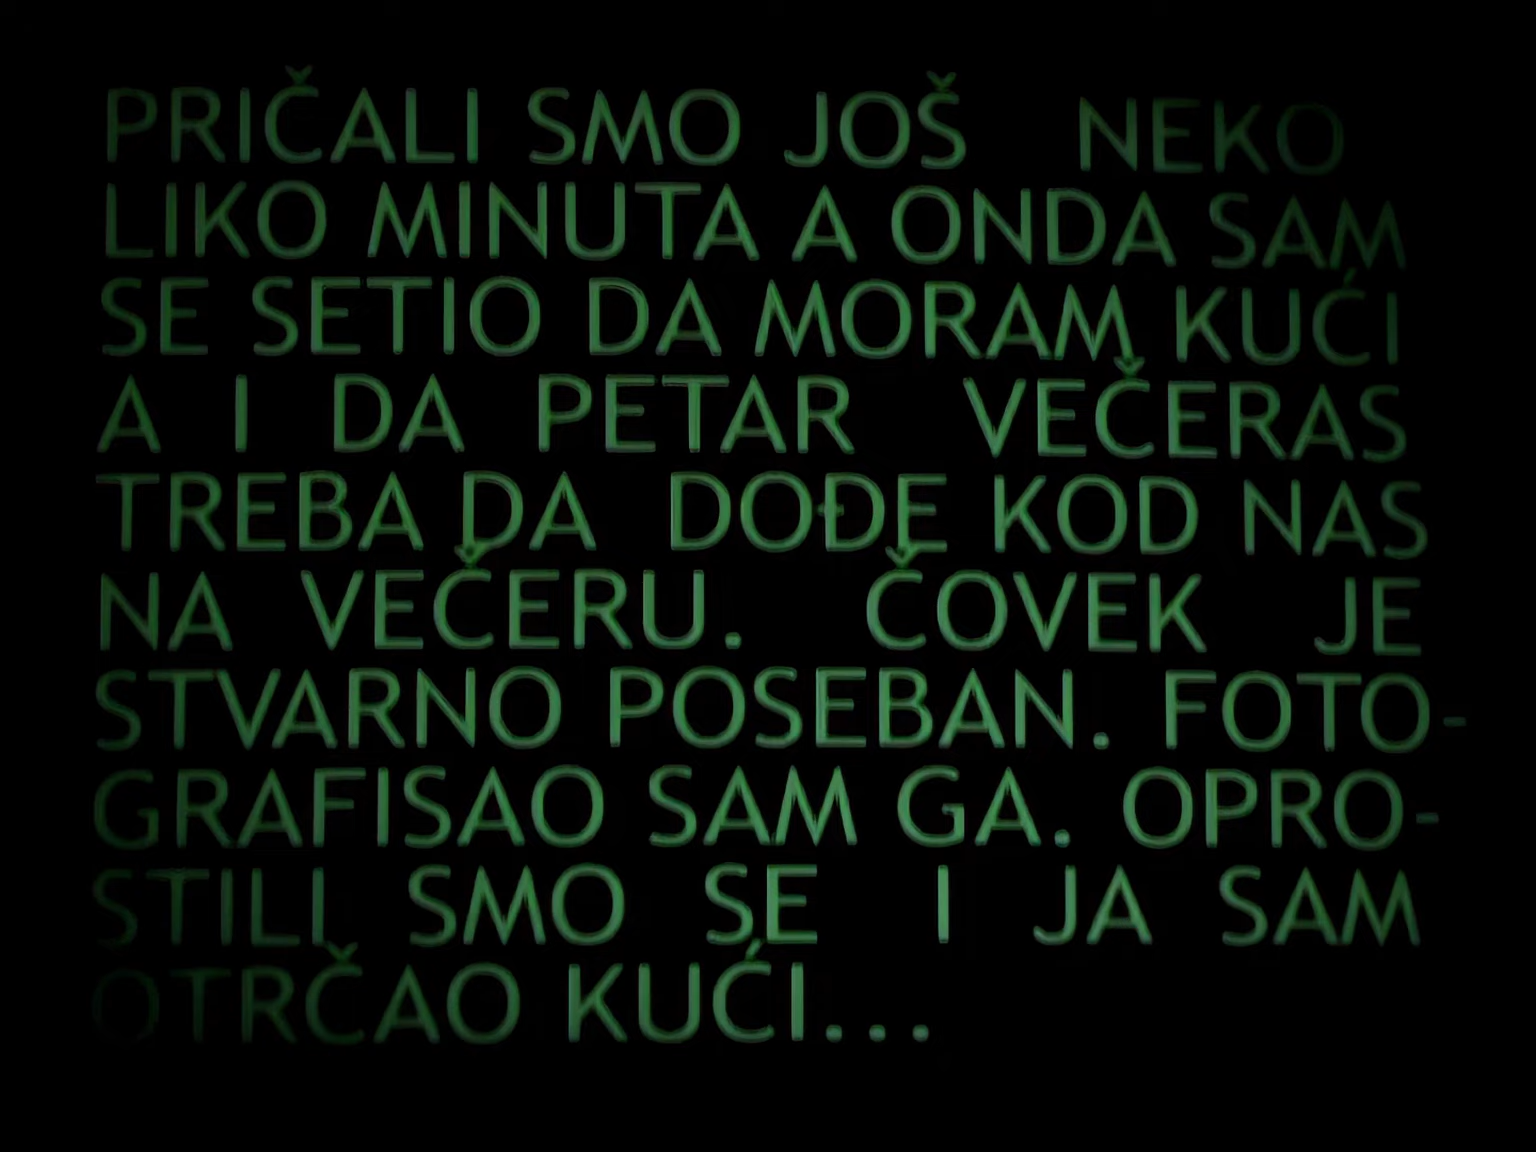 PRIČALI SMO JOŠ NEKO
LIKO MINUTA A ONDA SAM
SE SETIO DA MORAM KUĆI
A I DA PETAR VEČERAS
TREBA DA DOĐE KOD NAS
NA VEČERU. ČOVEK JE
STVARNO POSEBAN. FOTO-
GRAFISAO SAM GA. OPRO-
STILI SMO SE I JA SAM
OTRČAO KUĆI...